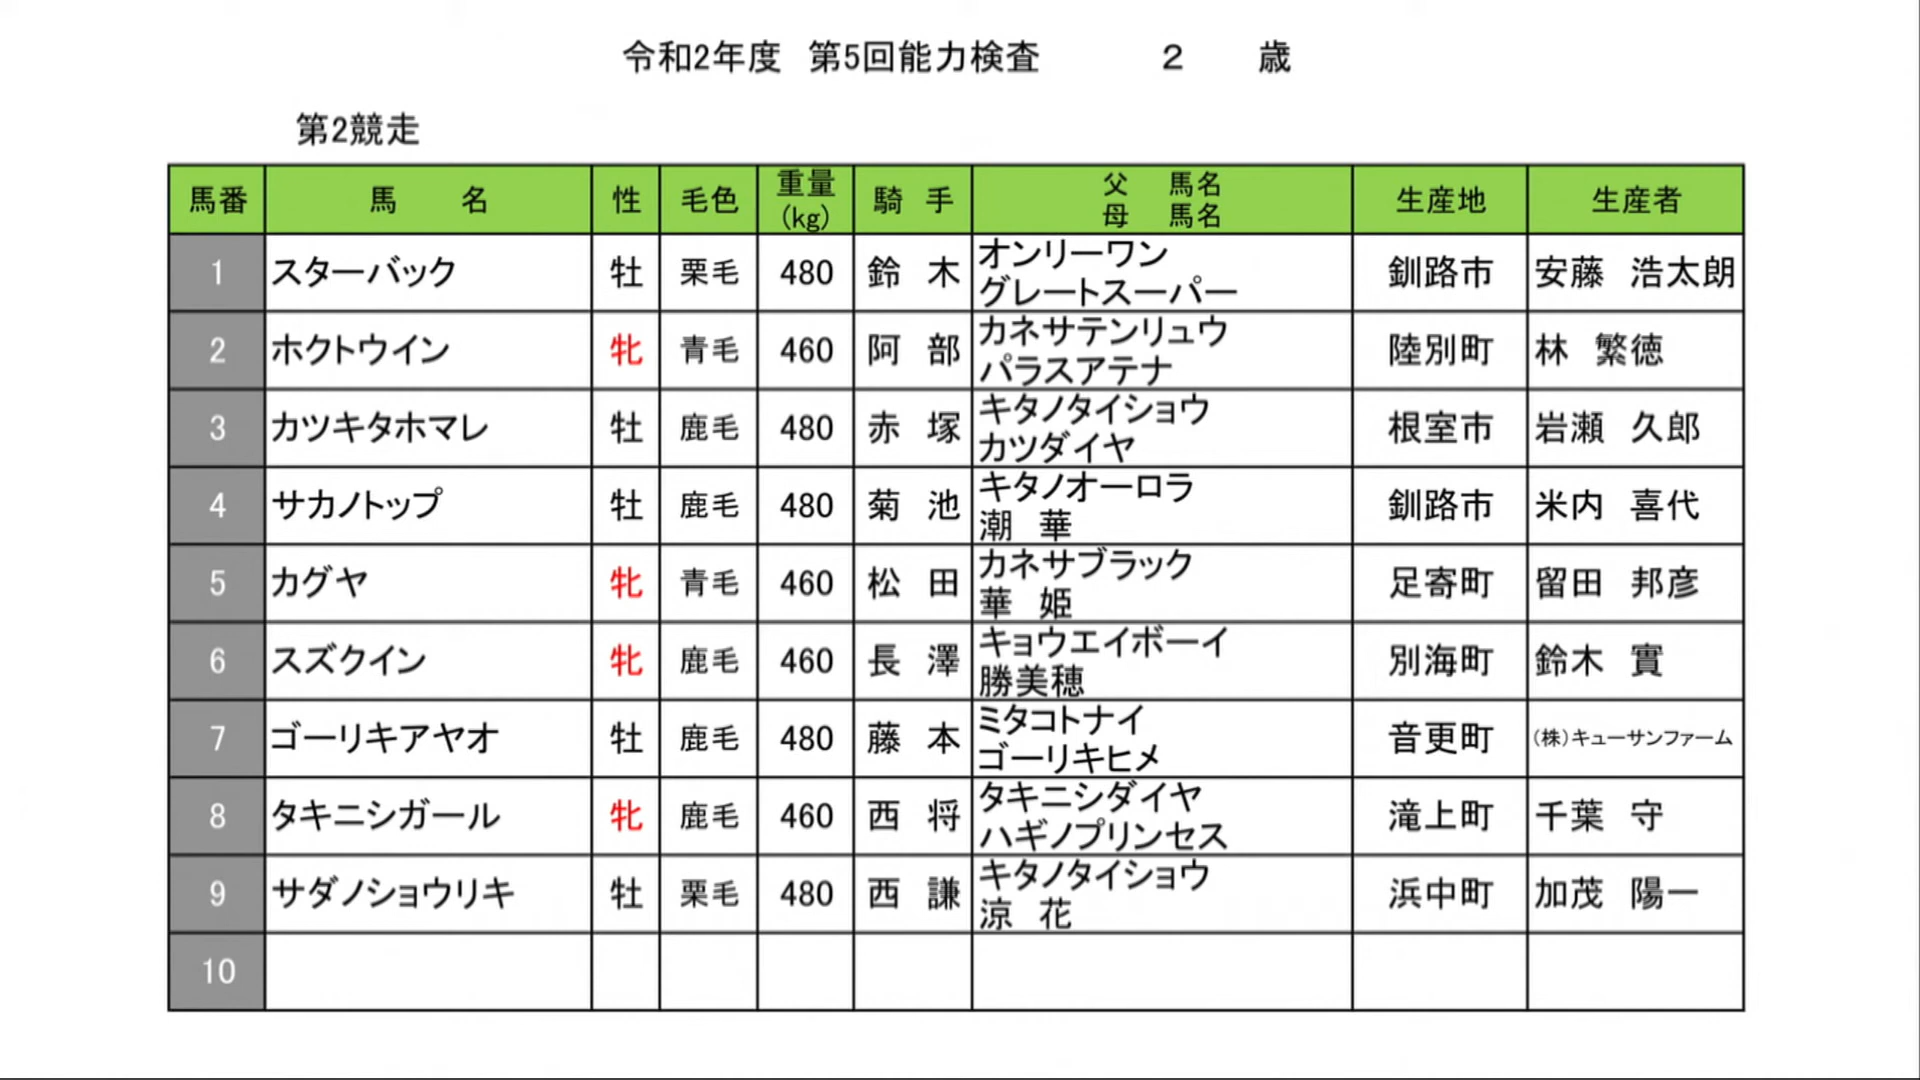 令和2年度 第5回能力検査 2 歳
第2競走
馬番 馬 名 性 毛色 重量(kg) 騎 手 父 馬名 母 馬名 生産地 生産者
1 スターバック 牡 栗毛 480 鈴 木 オンリーワン グレートスーパー 釧路市 安藤 浩太朗
2 ホクトウイン 牝 青毛 460 阿 部 カネサテンリュウ パラスアテナ 陸別町 林 繁徳
3 カツキタホマレ 牡 鹿毛 480 赤 塚 キタノタイショウ カツダイヤ 根室市 岩瀬 久郎
4 サカノトップ 牡 鹿毛 480 菊 池 キタノオーロラ 潮 華 釧路市 米内 喜代
5 カグヤ 牝 青毛 460 松 田 カネサブラック 華 姫 足寄町 留田 邦彦
6 スズクイン 牝 鹿毛 460 長 澤 キョウエイボーイ 勝美穂 別海町 鈴木 實
7 ゴーリキアヤオ 牡 鹿毛 480 藤 本 ミタコトナイ ゴーリキヒメ 音更町 (株)キューサンファーム
8 タキニシガール 牝 鹿毛 460 西 将 タキニシダイヤ ハギノプリンセス 滝上町 千葉 守
9 サダノショウリキ 牡 栗毛 480 西 謙 キタノタイショウ 涼 花 浜中町 加茂 陽一
10